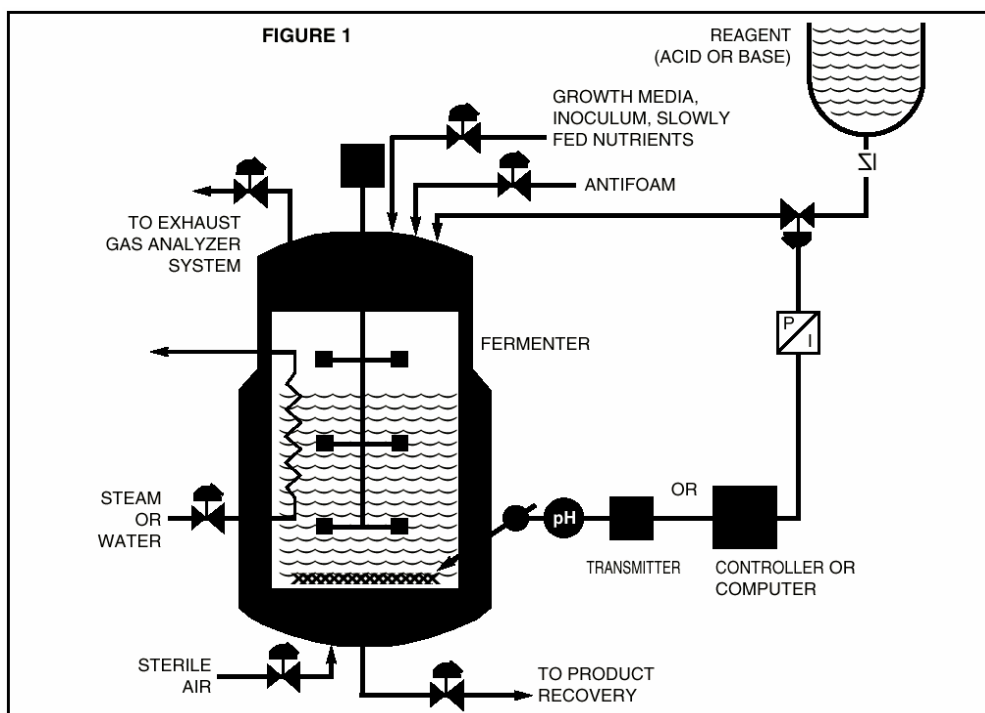 FIGURE 1
REAGENT
(ACID OR BASE)
GROWTH MEDIA,
INOCULUM, SLOWLY
FED NUTRIENTS
ANTIFOAM
TO EXHAUST
GAS ANALYZER
SYSTEM
P
I
FERMENTER
STEAM
OR
WATER
pH
OR
TRANSMITTER
CONTROLLER OR
COMPUTER
STERILE
AIR
TO PRODUCT
RECOVERY